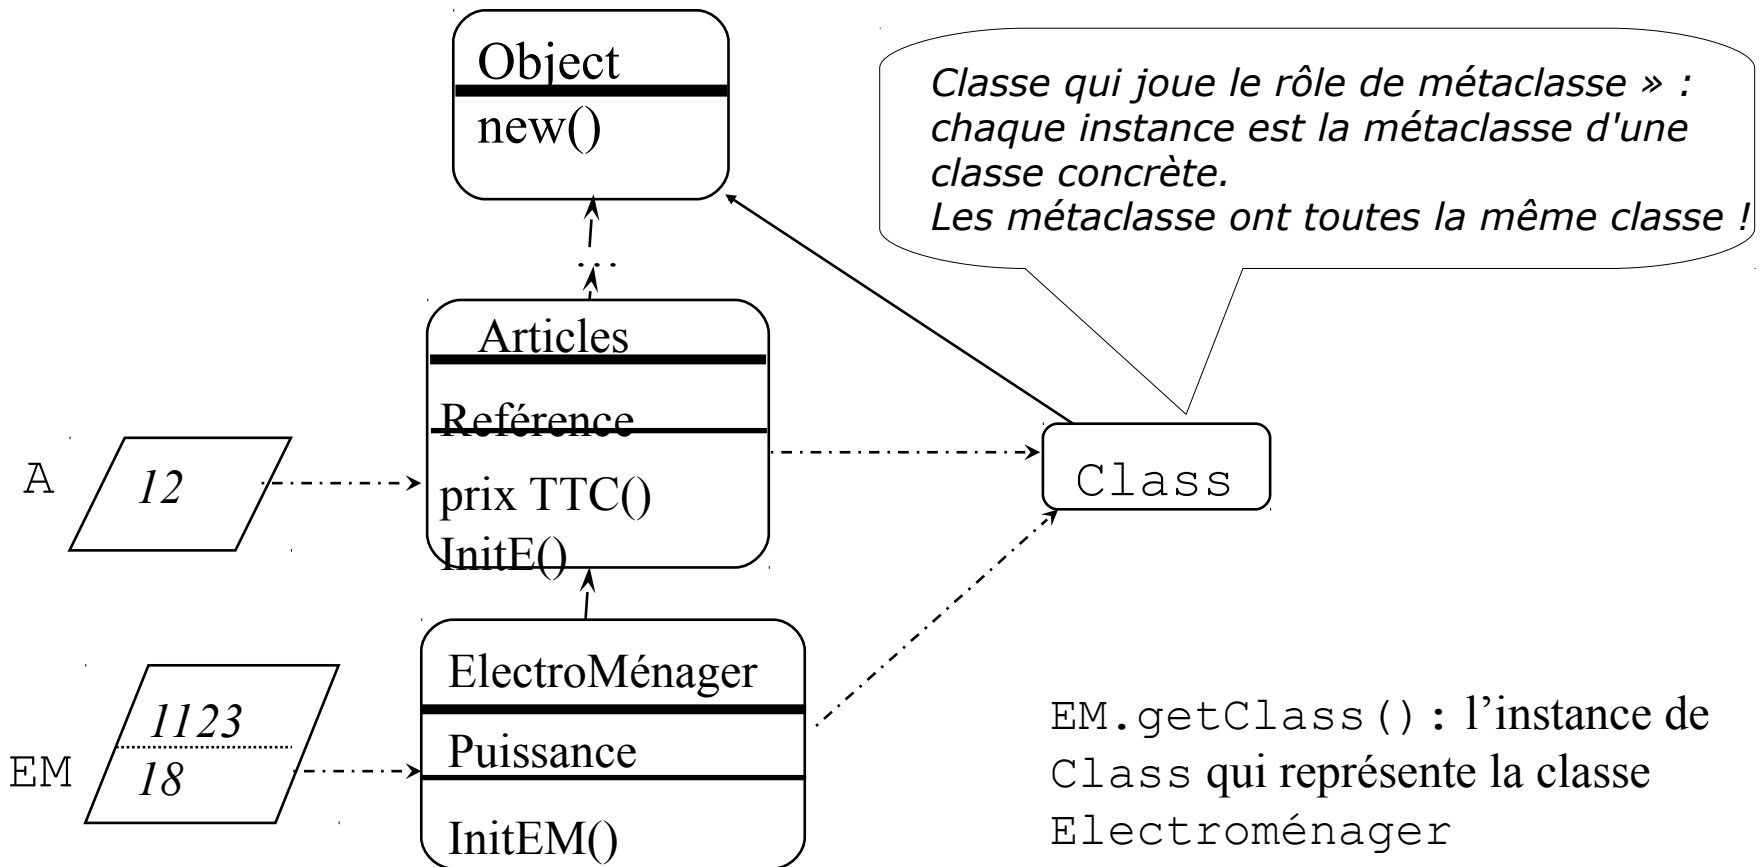 Object
new()
Classe qui joue le rôle de métaclasse » :
chaque instance est la métaclasse d'une
classe concrète.
Les métaclasse ont toutes la même classe !
...
Articles
Reférence
prix TTC()
InitE()
A
12
Class
ElectroMénager
Puissance
InitEM()
EM
1123
18
EM.getClass() : l’instance de
Class qui représente la classe
Electroménager